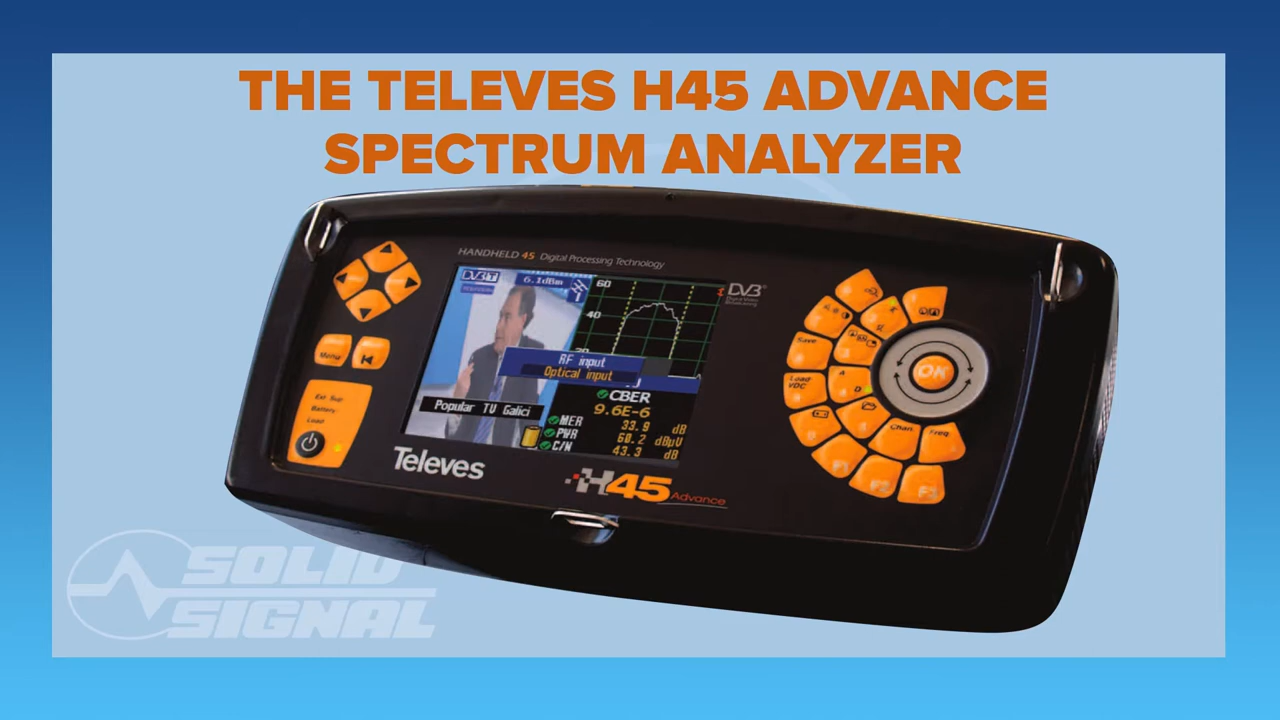 THE TELEVES H45 ADVANCE
SPECTRUM ANALYZER
HANDHELD 45 Digital Processing Technology
DVB T
6.1dBm
60
40
DVB
Digital Video
Broadcasting
RF input
Optical input
CBER
9.6E-6
MER 33.9 dB
PWR 60.2 dBµV
C/N 43.3 dB
Popular TV Galici
Menu
Ext. Sup
Battery
Load
Save
Load
VDC
A
D
Chan.
Freq.
F1
F2
F3
ON
Televes
H45 Advance
SOLID
SIGNAL